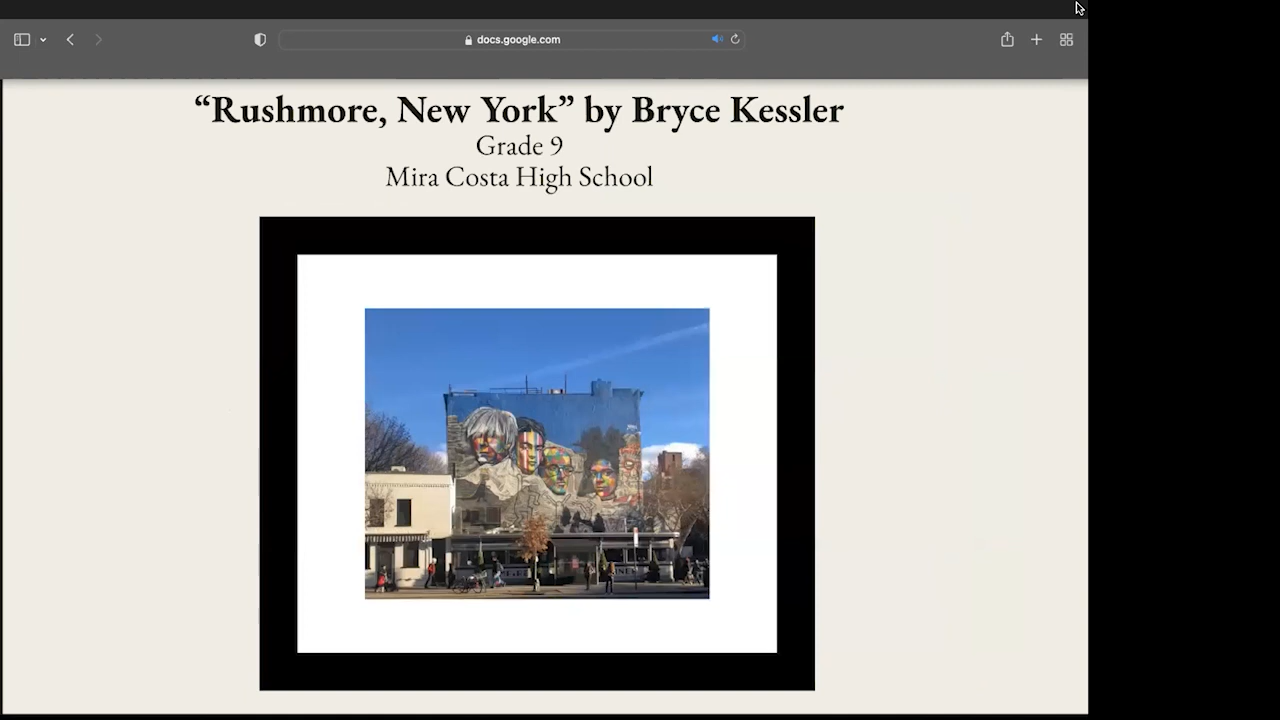 docs.google.com
“Rushmore, New York” by Bryce Kessler
Grade 9
Mira Costa High School